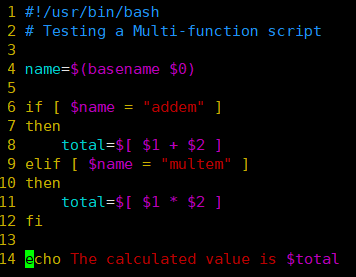 1 #!/usr/bin/bash
2 # Testing a Multi-function script
3
4 name=$(basename $0)
5
6 if [ $name = "addem" ]
7 then
8     total=$[ $1 + $2 ]
9 elif [ $name = "multem" ]
10 then
11     total=$[ $1 * $2 ]
12 fi
13
14 echo The calculated value is $total